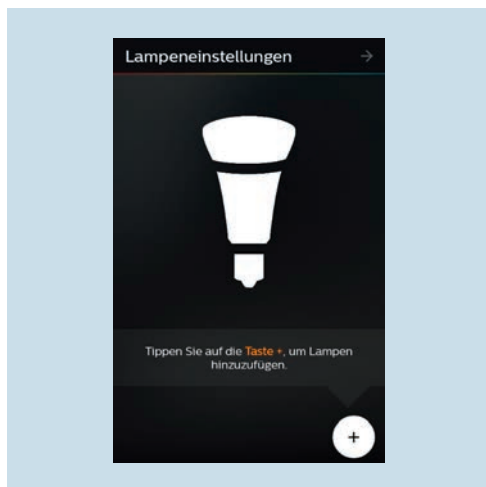 Lampeneinstellungen →
Tippen Sie auf die Taste +, um Lampen
hinzuzufügen.
+